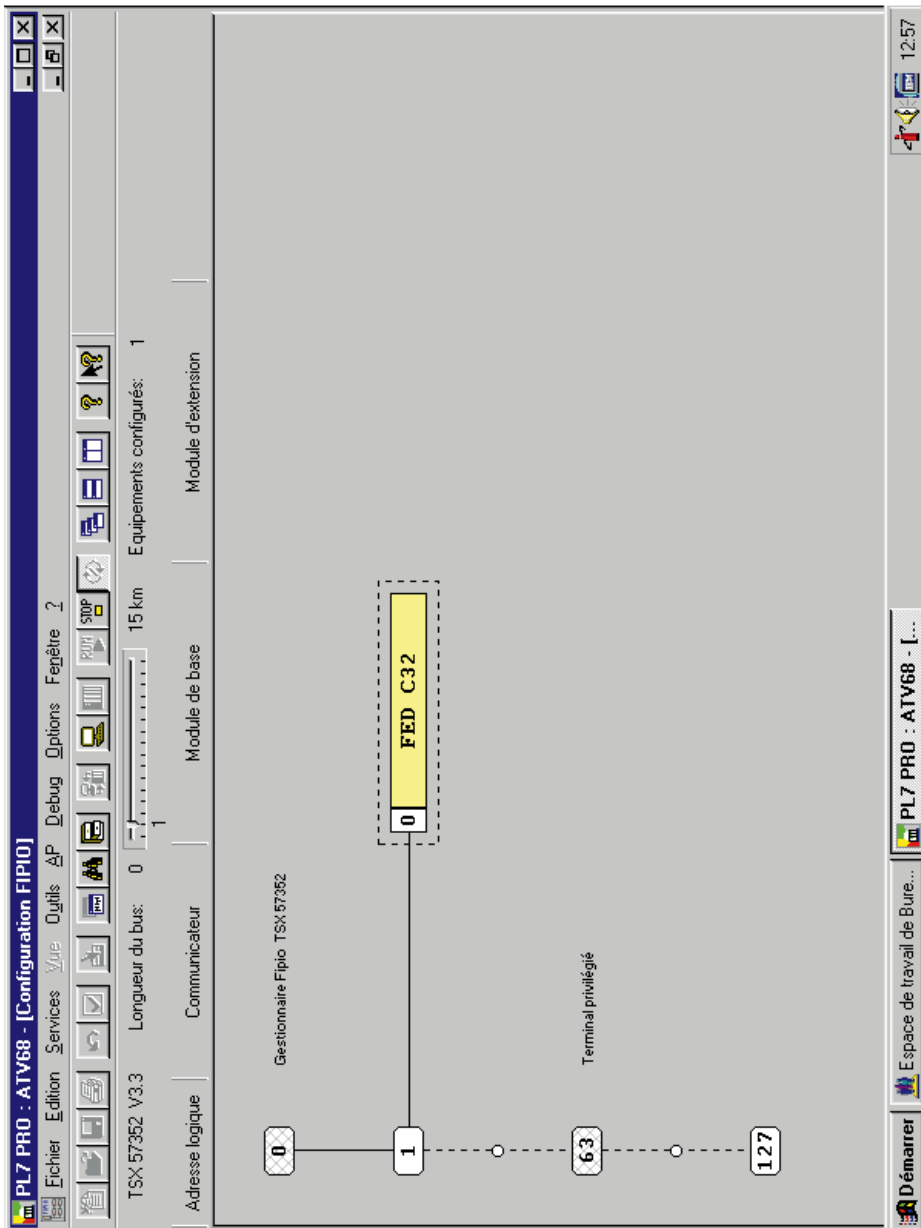 PL7 PRO : ATV68 - [Configuration FIPIO]
Fichier Edition Services Vue Outils AP Debug Options Fenêtre ?
RUN STOP ? ?
TSX 57352 V3.3 Longueur du bus: 0 15 km Equipements configurés: 1
1
Adresse logique Communicateur Module de base Module d'extension
0 Gestionnaire Fipio TSX 57352
1 0 FED C32
63 Terminal privilégié
127
Démarrer Espace de travail de Bure... PL7 PRO : ATV68 - [... 12:57